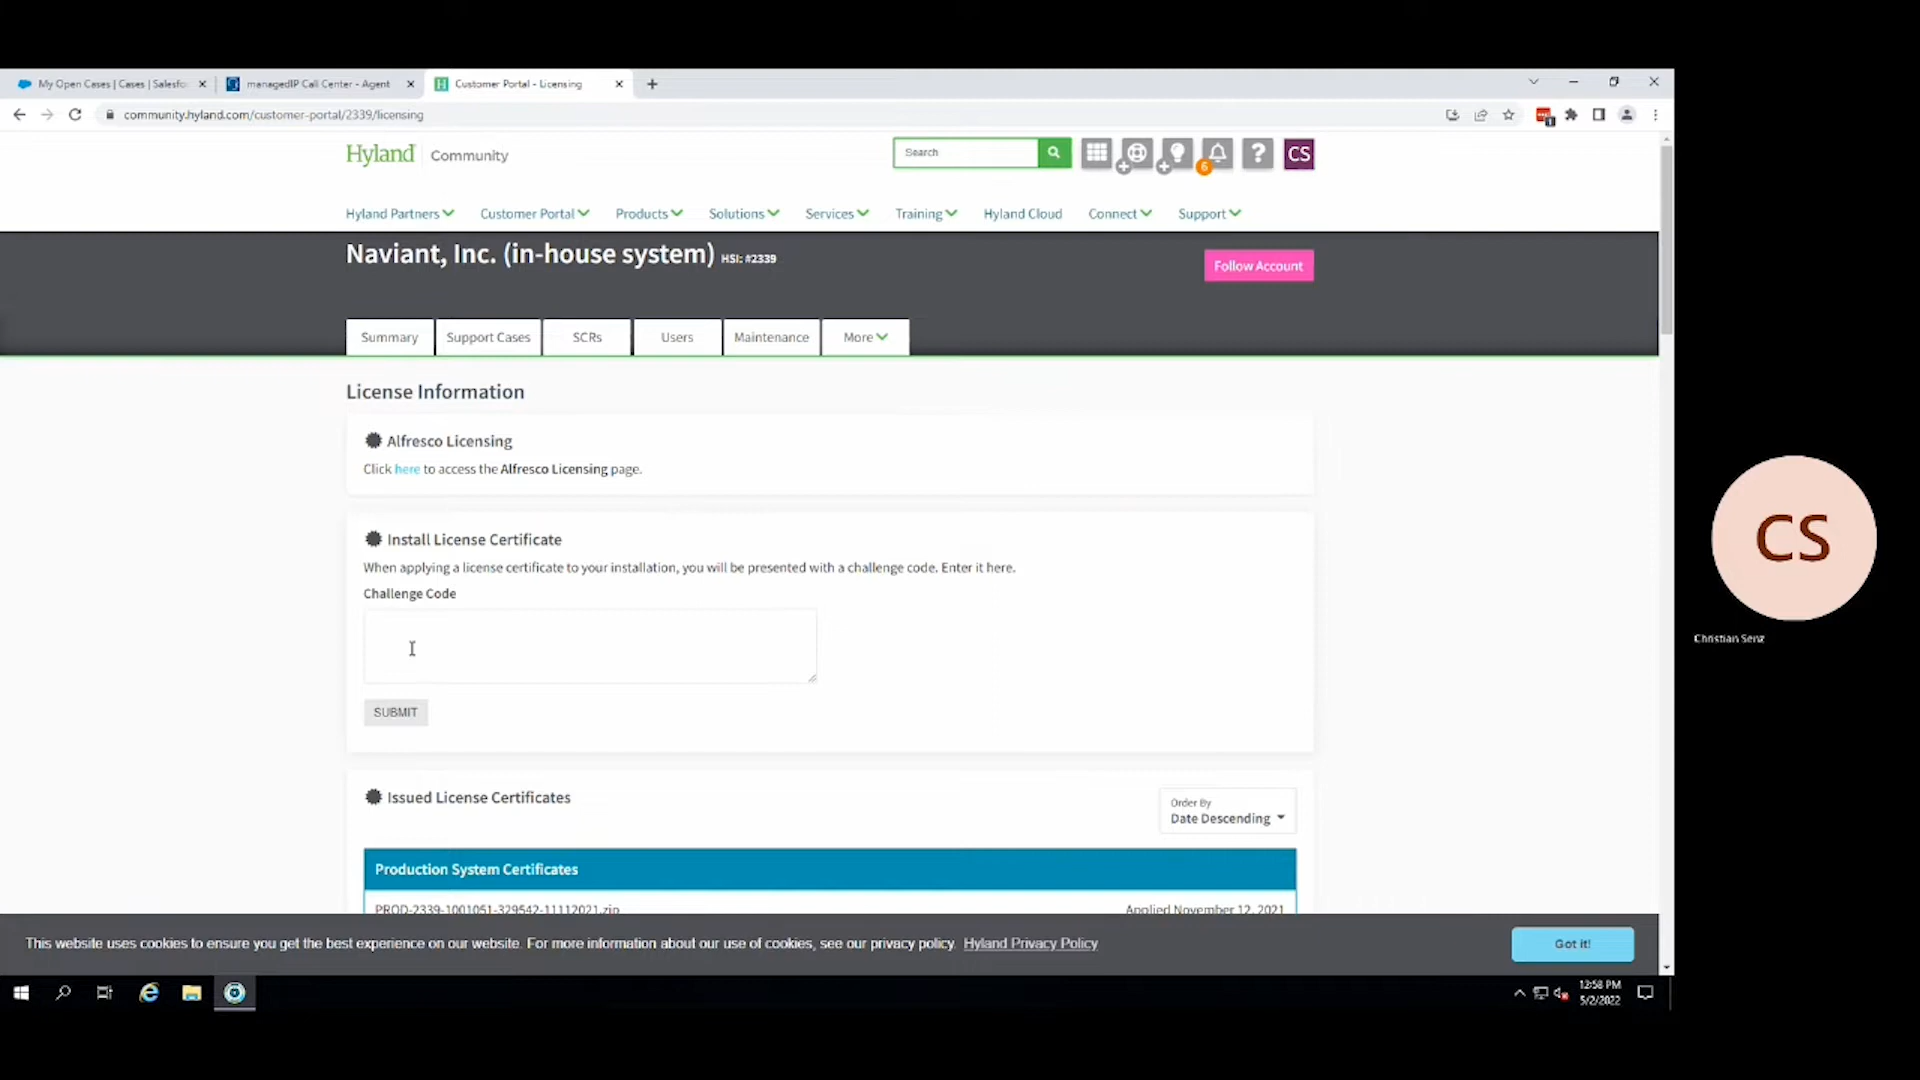 My Open Cases | Cases | Salesfo
managedIP Call Center - Agent
Customer Portal - Licensing
community.hyland.com/customer-portal/2339/licensing
1
Hyland Community
Search
6
?
CS
Hyland Partners
Customer Portal
Products
Solutions
Services
Training
Hyland Cloud
Connect
Support
Naviant, Inc. (in-house system) HSI: #2339
Follow Account
Summary
Support Cases
SCRs
Users
Maintenance
More
License Information
Alfresco Licensing
Click here to access the Alfresco Licensing page.
Install License Certificate
When applying a license certificate to your installation, you will be presented with a challenge code. Enter it here.
Challenge Code
SUBMIT
CS
Christian Senz
Issued License Certificates
Order By
Date Descending
Production System Certificates
PROD-2339-1001051-329542-11112021.zip
Applied November 12, 2021
This website uses cookies to ensure you get the best experience on our website. For more information about our use of cookies, see our privacy policy. Hyland Privacy Policy
Got it!
12:58 PM
5/2/2022